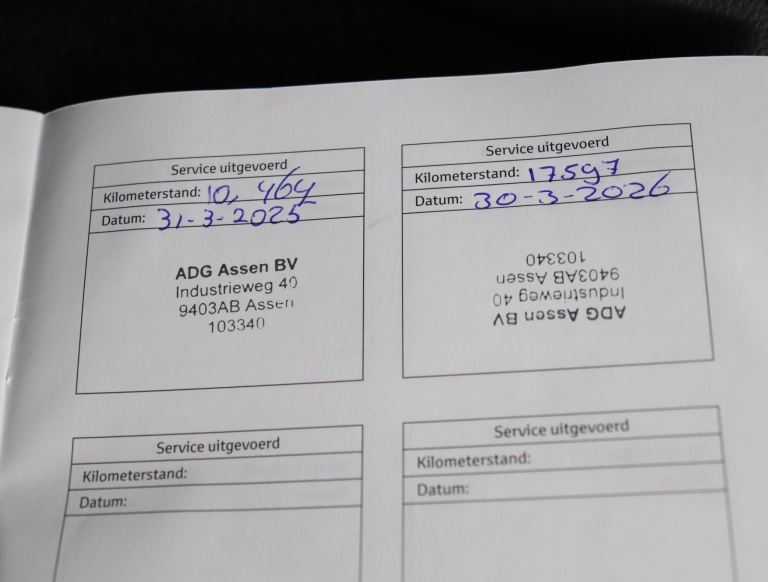 Service uitgevoerd
Kilometerstand: 10,464
Datum: 31-3-2025
ADG Assen BV
Industrieweg 40
9403AB Assen
103340
Service uitgevoerd
Kilometerstand: 17597
Datum: 30-3-2026
ADG Assen BV
Industrieweg 40
9403AB Assen
103340
Service uitgevoerd
Kilometerstand:
Datum:
Service uitgevoerd
Kilometerstand:
Datum: